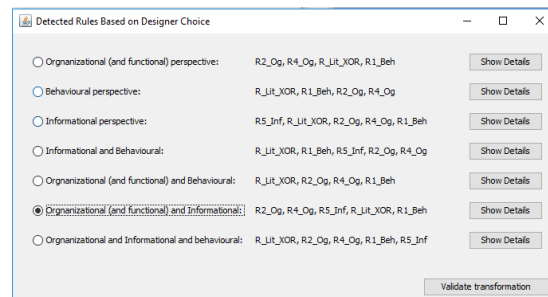 Detected Rules Based on Designer Choice
Orgnanizational (and functional) perspective: R2_Og, R4_Og, R_Lit_XOR, R1_Beh Show Details
Behavioural perspective: R_Lit_XOR, R1_Beh, R2_Og, R4_Og Show Details
Informational perspective: R5_Inf, R_Lit_XOR, R2_Og, R4_Og, R1_Beh Show Details
Informational and Behavioural: R_Lit_XOR, R1_Beh, R5_Inf, R2_Og, R4_Og Show Details
Orgnanizational (and functional) and Behavioural: R_Lit_XOR, R2_Og, R4_Og, R1_Beh Show Details
Orgnanizational (and functional) and Informational: R2_Og, R4_Og, R5_Inf, R_Lit_XOR, R1_Beh Show Details
Orgnanizational and Informational and behavioural: R_Lit_XOR, R2_Og, R4_Og, R1_Beh, R5_Inf Show Details
Validate transformation